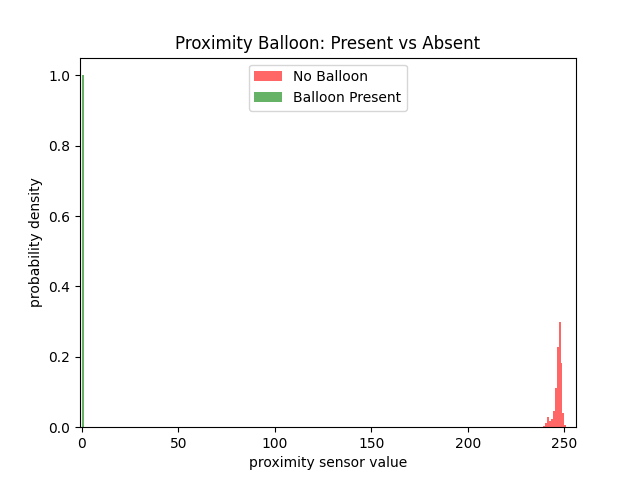 Proximity Balloon: Present vs Absent
No Balloon
Balloon Present
probability density
1.0
0.8
0.6
0.4
0.2
0.0
0
50
100
150
200
250
proximity sensor value